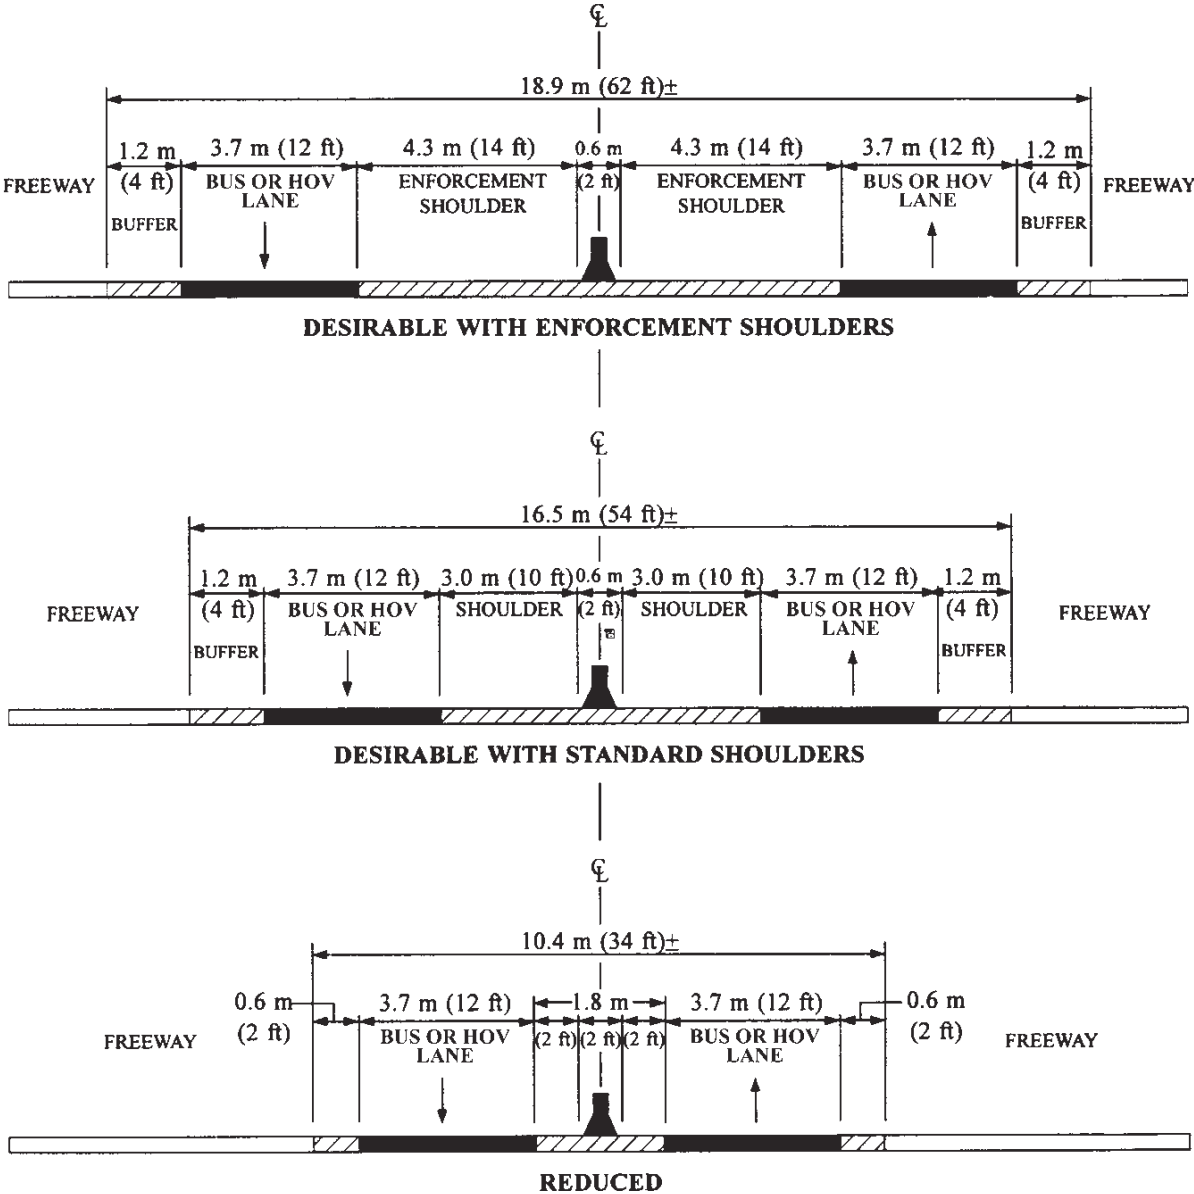 ℄
18.9 m (62 ft)±
1.2 m 3.7 m (12 ft) 4.3 m (14 ft) 0.6 m 4.3 m (14 ft) 3.7 m (12 ft) 1.2 m
FREEWAY (4 ft) BUS OR HOV ENFORCEMENT (2 ft) ENFORCEMENT BUS OR HOV (4 ft) FREEWAY
LANE SHOULDER SHOULDER LANE
BUFFER BUFFER
DESIRABLE WITH ENFORCEMENT SHOULDERS
℄
16.5 m (54 ft)±
1.2 m 3.7 m (12 ft) 3.0 m (10 ft) 0.6 m 3.0 m (10 ft) 3.7 m (12 ft) 1.2 m
FREEWAY (4 ft) BUS OR HOV SHOULDER (2 ft) SHOULDER BUS OR HOV (4 ft) FREEWAY
LANE LANE
BUFFER BUFFER
DESIRABLE WITH STANDARD SHOULDERS
℄
10.4 m (34 ft)±
0.6 m 3.7 m (12 ft) 1.8 m 3.7 m (12 ft) 0.6 m
FREEWAY (2 ft) BUS OR HOV (2 ft) (2 ft) (2 ft) BUS OR HOV (2 ft) FREEWAY
LANE LANE
REDUCED